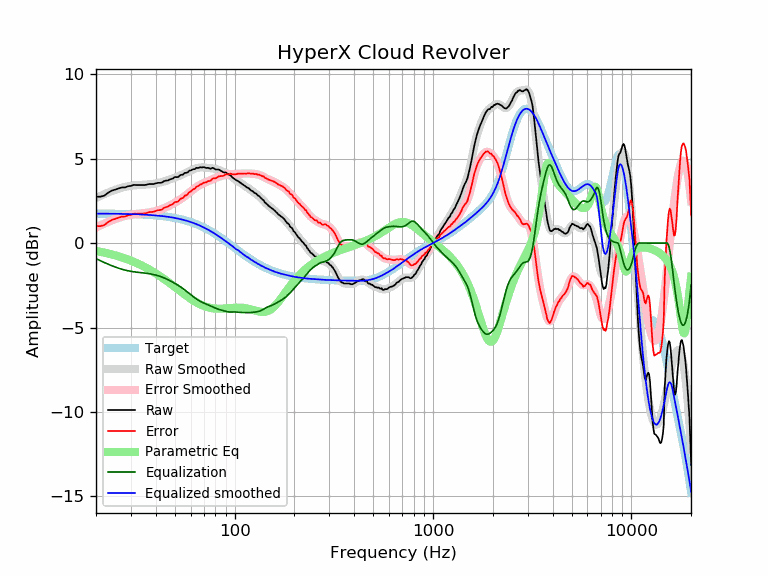 HyperX Cloud Revolver
10
5
0
−5
−10
−15
Amplitude (dBr)
Target
Raw Smoothed
Error Smoothed
Raw
Error
Parametric Eq
Equalization
Equalized smoothed
100
1000
10000
Frequency (Hz)